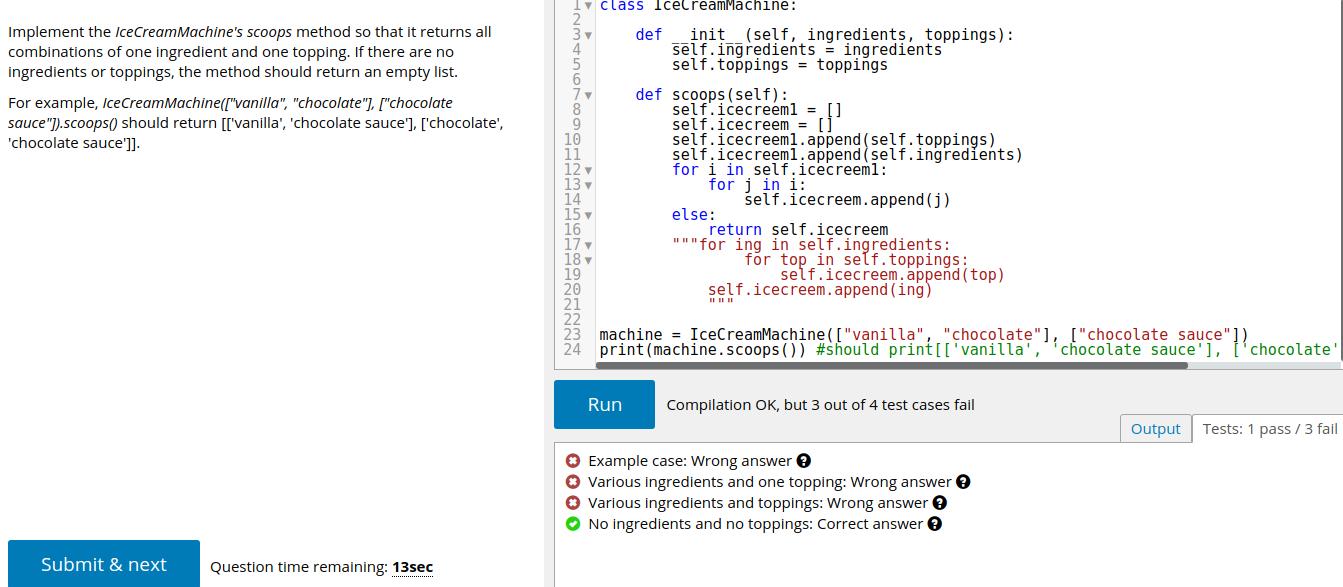 Implement the IceCreamMachine's scoops method so that it returns all
combinations of one ingredient and one topping. If there are no
ingredients or toppings, the method should return an empty list.
For example, IceCreamMachine(["vanilla", "chocolate"], ["chocolate
sauce"]).scoops() should return [['vanilla', 'chocolate sauce'], ['chocolate',
'chocolate sauce']].
Submit & next
Question time remaining: 13sec
1 class IceCreamMachine:
2
3     def __init__(self, ingredients, toppings):
4         self.ingredients = ingredients
5         self.toppings = toppings
6
7     def scoops(self):
8         self.icecreem1 = []
9         self.icecreem = []
10         self.icecreem1.append(self.toppings)
11         self.icecreem1.append(self.ingredients)
12         for i in self.icecreem1:
13             for j in i:
14                 self.icecreem.append(j)
15         else:
16             return self.icecreem
17         """for ing in self.ingredients:
18                 for top in self.toppings:
19                     self.icecreem.append(top)
20             self.icecreem.append(ing)
21             """
22
23 machine = IceCreamMachine(["vanilla", "chocolate"], ["chocolate sauce"])
24 print(machine.scoops()) #should print[['vanilla', 'chocolate sauce'], ['chocolate'
Run
Compilation OK, but 3 out of 4 test cases fail
Output
Tests: 1 pass / 3 fail
Example case: Wrong answer ?
Various ingredients and one topping: Wrong answer ?
Various ingredients and toppings: Wrong answer ?
No ingredients and no toppings: Correct answer ?